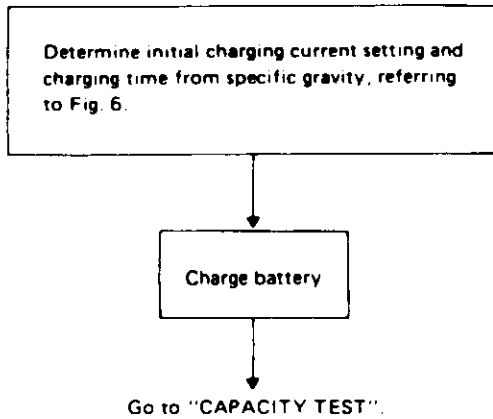 Determine initial charging current setting and
charging time from specific gravity, referring
to Fig. 6.
Charge battery
Go to "CAPACITY TEST".